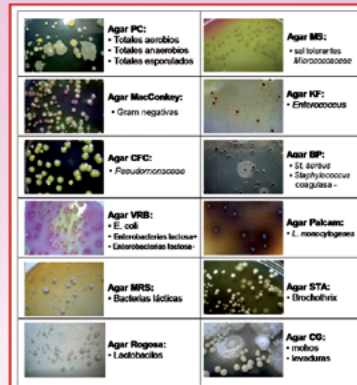 Agar PC:
• Totales aerobios
• Totales anaerobios
• Totales esporulados
Agar MS:
• sal tolerantes
Micrococcaceae
Agar MacConkey:
• Gram negativas
Agar KF:
• Enterococcus
Agar CFC:
• Pseudomonaceae
Agar BP:
• St. aureus
• Staphylococcus
coagulasa -
Agar VRB:
• E. coli
• Enterobacterias lactosa+
• Enterobacterias lactosa-
Agar Palcam:
• L. monocytogenes
Agar MRS:
• Bacterias lácticas
Agar STA:
• Brochothrix
Agar Rogosa:
• Lactobacilos
Agar CG:
• mohos
• levaduras